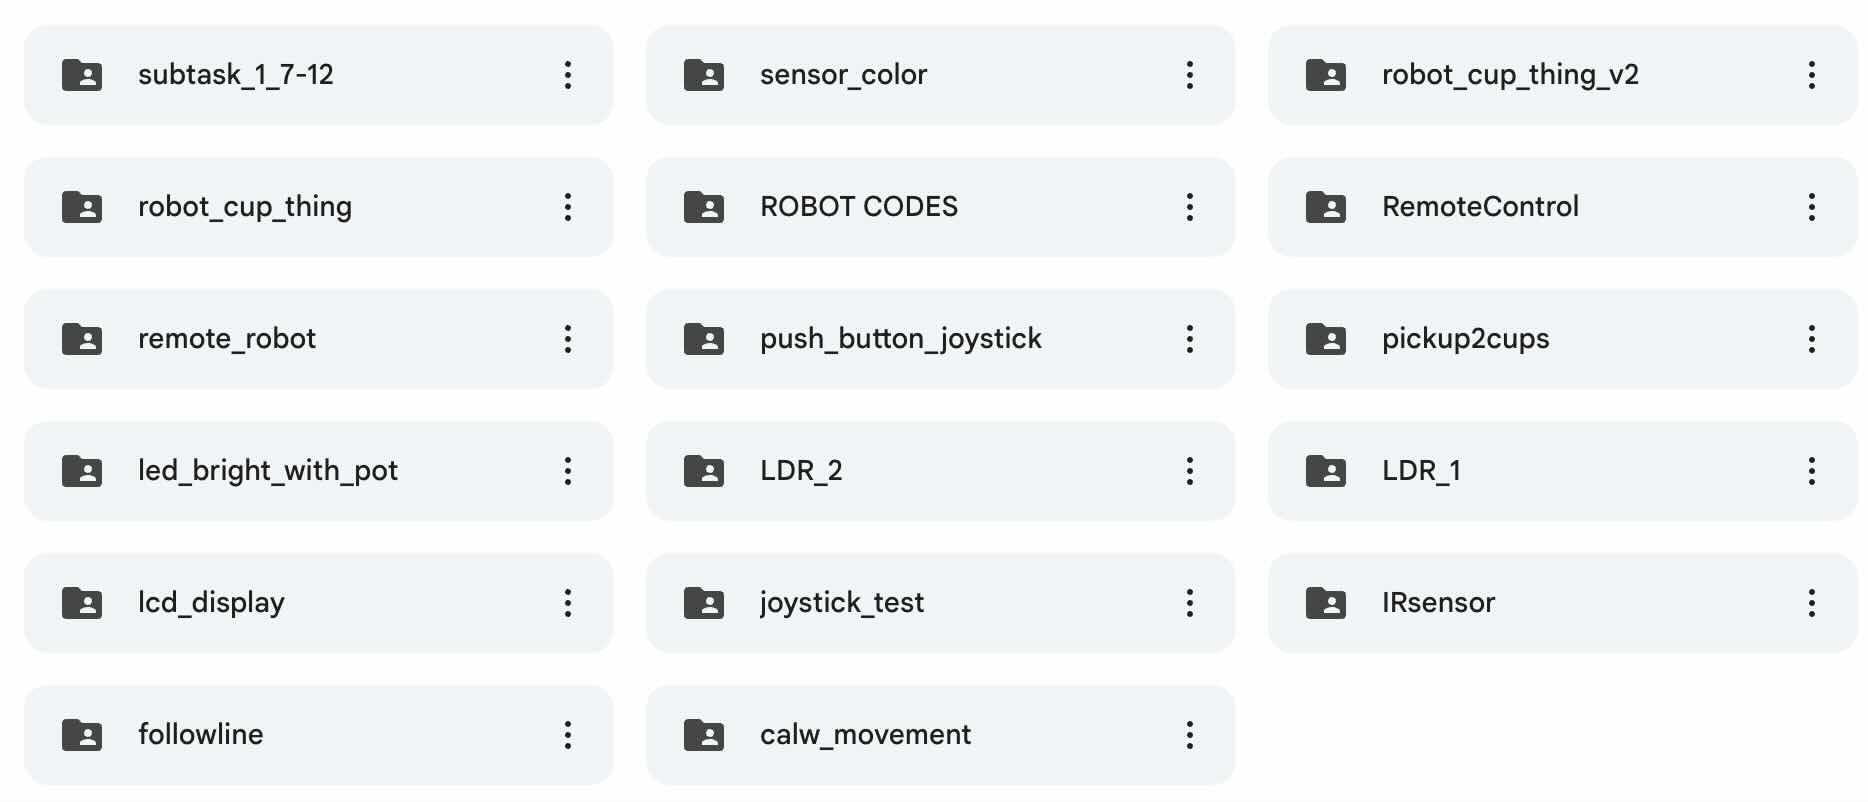 subtask_1_7-12
sensor_color
robot_cup_thing_v2
robot_cup_thing
ROBOT CODES
RemoteControl
remote_robot
push_button_joystick
pickup2cups
led_bright_with_pot
LDR_2
LDR_1
lcd_display
joystick_test
IRsensor
followline
calw_movement